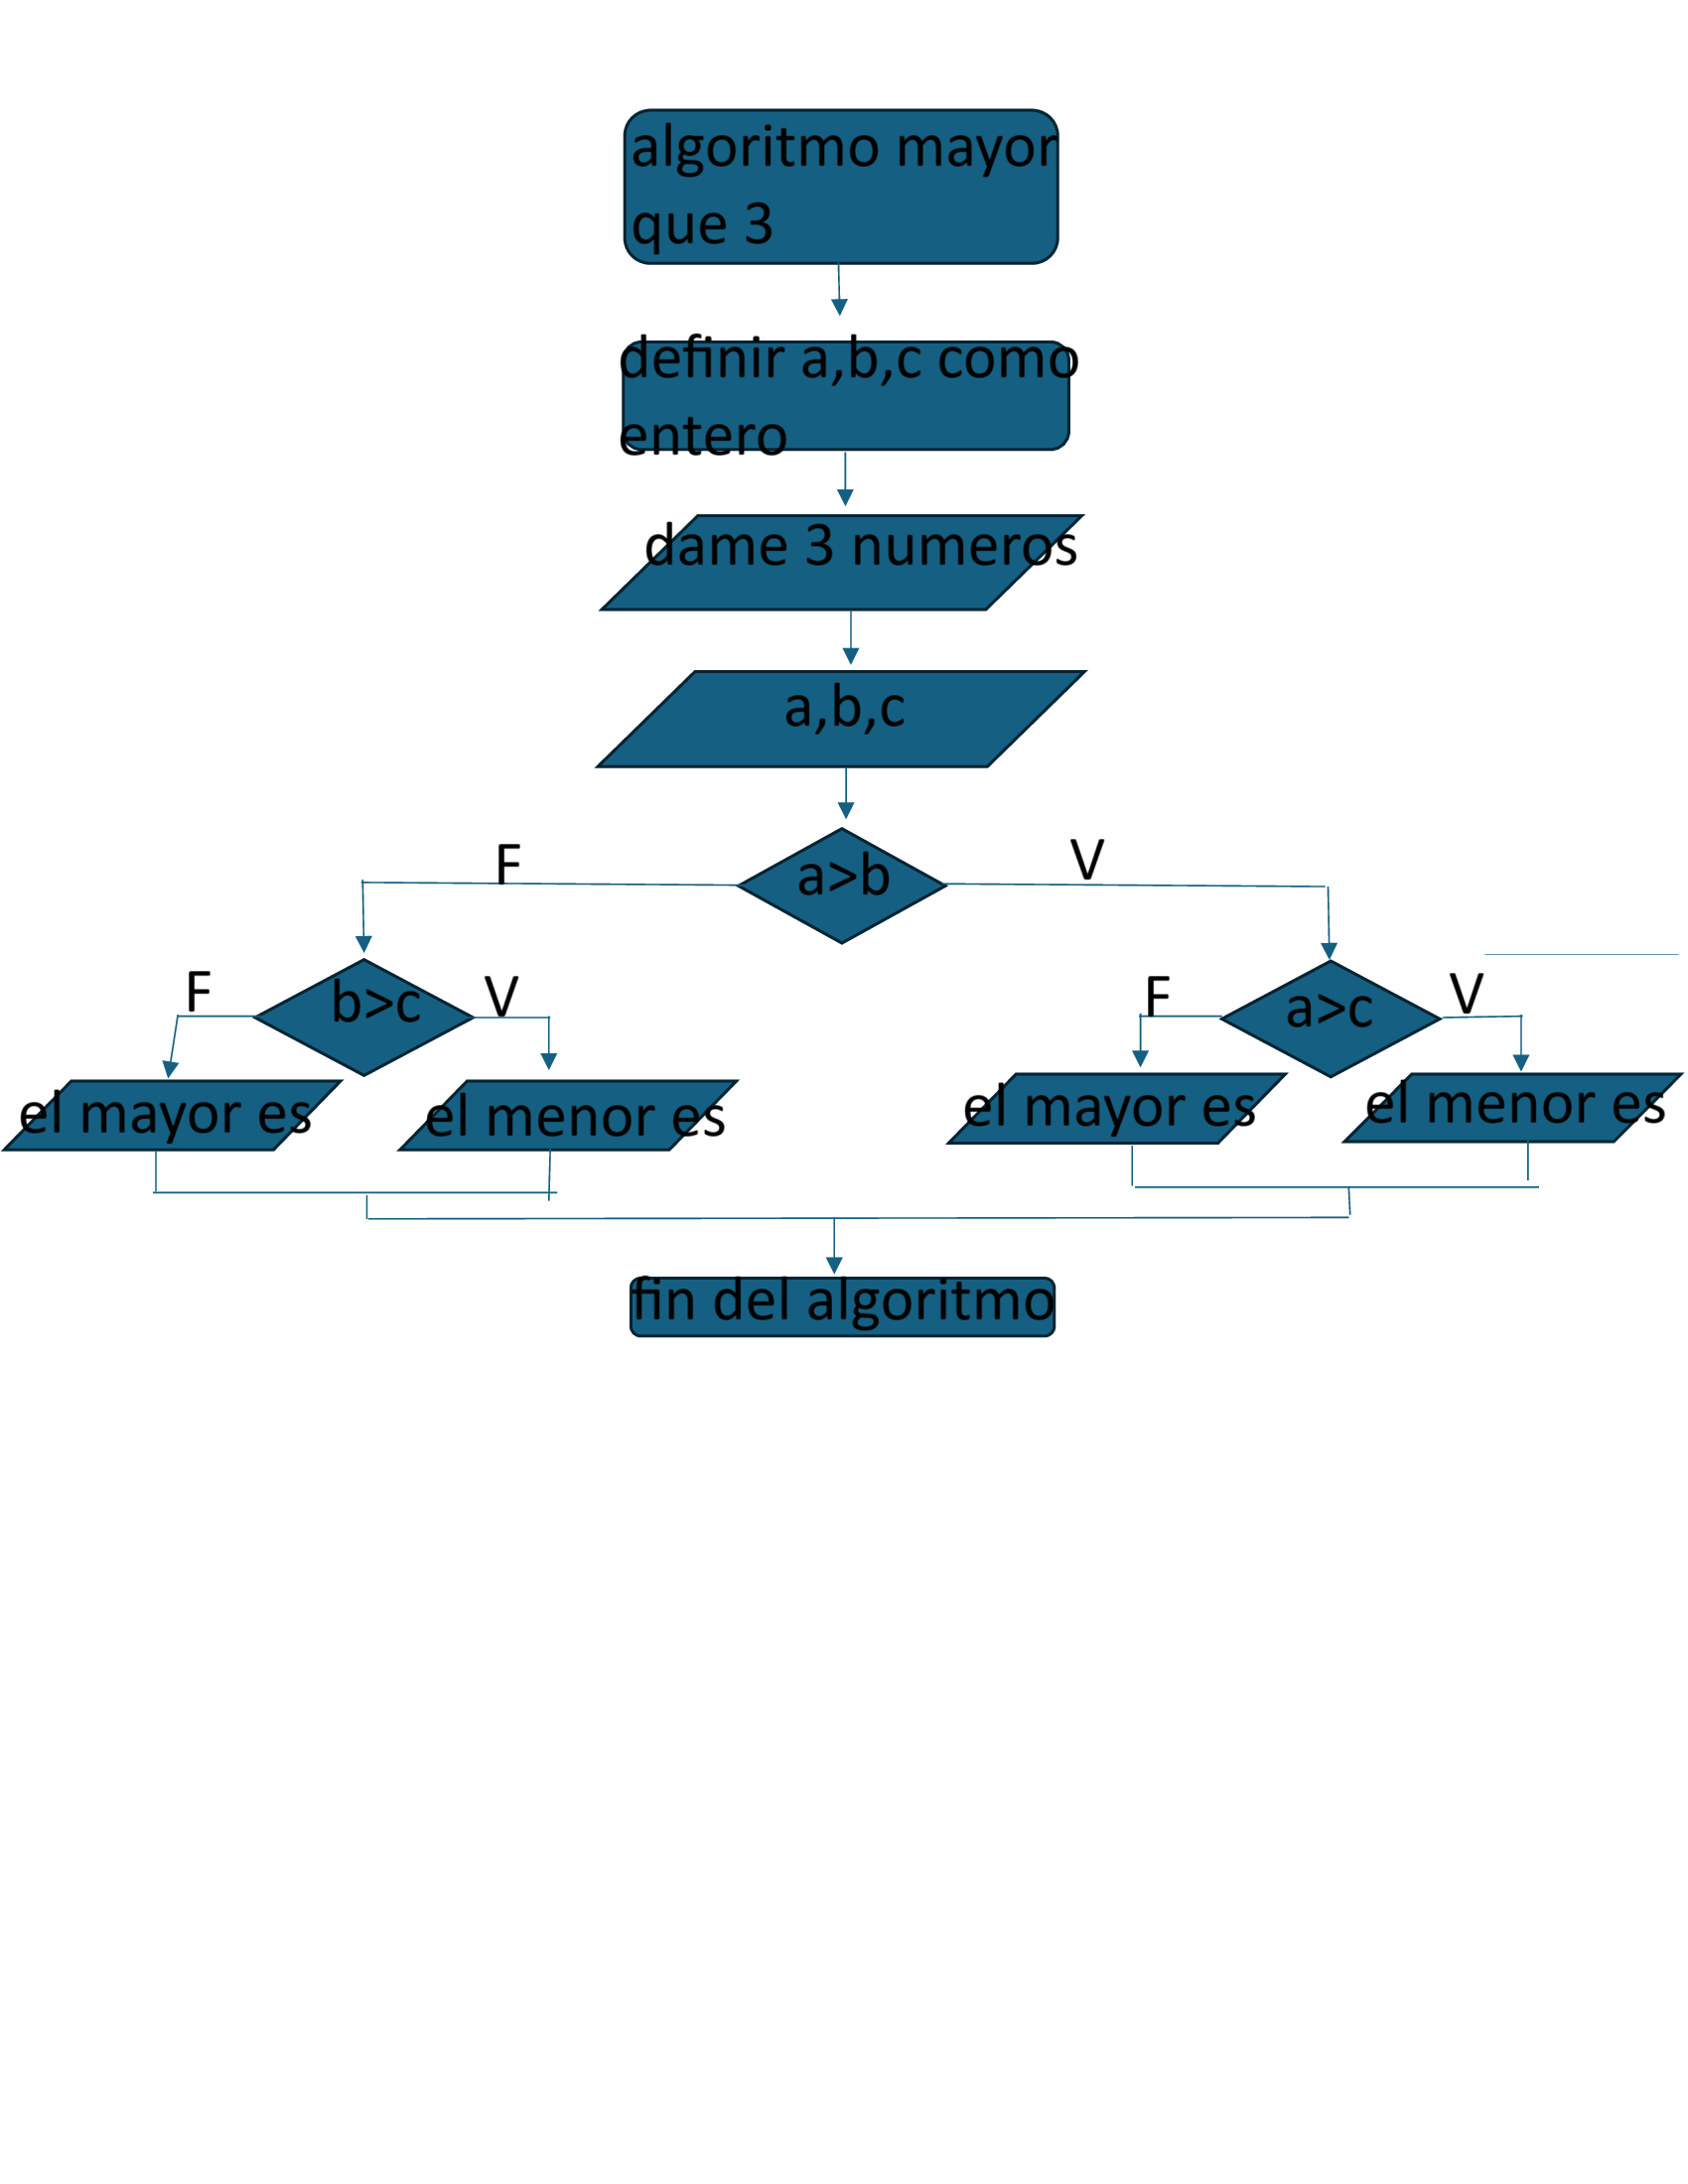 algoritmo mayor
que 3
definir a,b,c como
entero
dame 3 numeros
a,b,c
F
a>b
V
F
b>c
V
F
a>c
V
el mayor es
el menor es
el mayor es
el menor es
fin del algoritmo